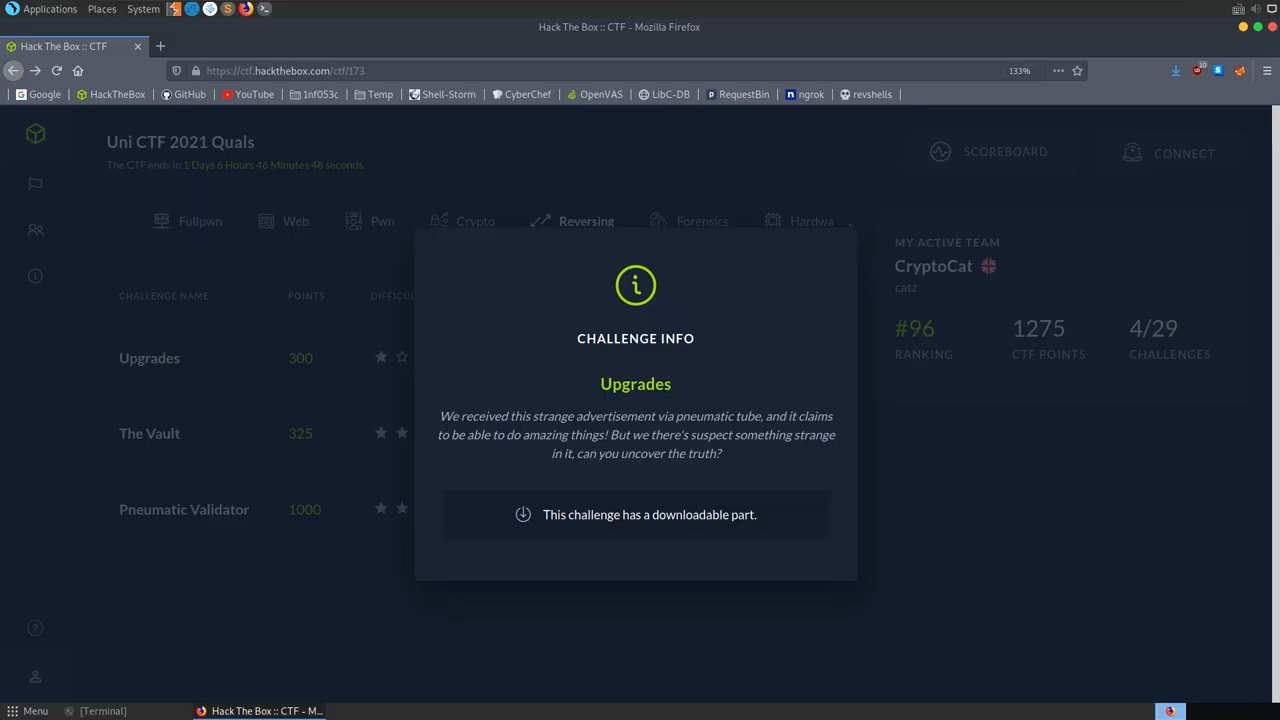 Applications Places System
Hack The Box :: CTF - Mozilla Firefox
Hack The Box :: CTF
https://ctf.hackthebox.com/ctf/173 133%
Google HackTheBox GitHub YouTube 1nf053c Temp Shell-Storm CyberChef OpenVAS LibC-DB RequestBin ngrok revshells
Uni CTF 2021 Quals
The CTF ends in 1 Days 6 Hours 46 Minutes 48 seconds.
SCOREBOARD CONNECT
Fullpwn Web Pwn Crypto Reversing Forensics Hardwa
CHALLENGE NAME POINTS DIFFICU
Upgrades 300
The Vault 325
Pneumatic Validator 1000
CHALLENGE INFO
Upgrades
We received this strange advertisement via pneumatic tube, and it claims
to be able to do amazing things! But we there's suspect something strange
in it, can you uncover the truth?
This challenge has a downloadable part.
MY ACTIVE TEAM
CryptoCat
catz
#96 1275 4/29
RANKING CTF POINTS CHALLENGES
Menu [Terminal] Hack The Box :: CTF - M...